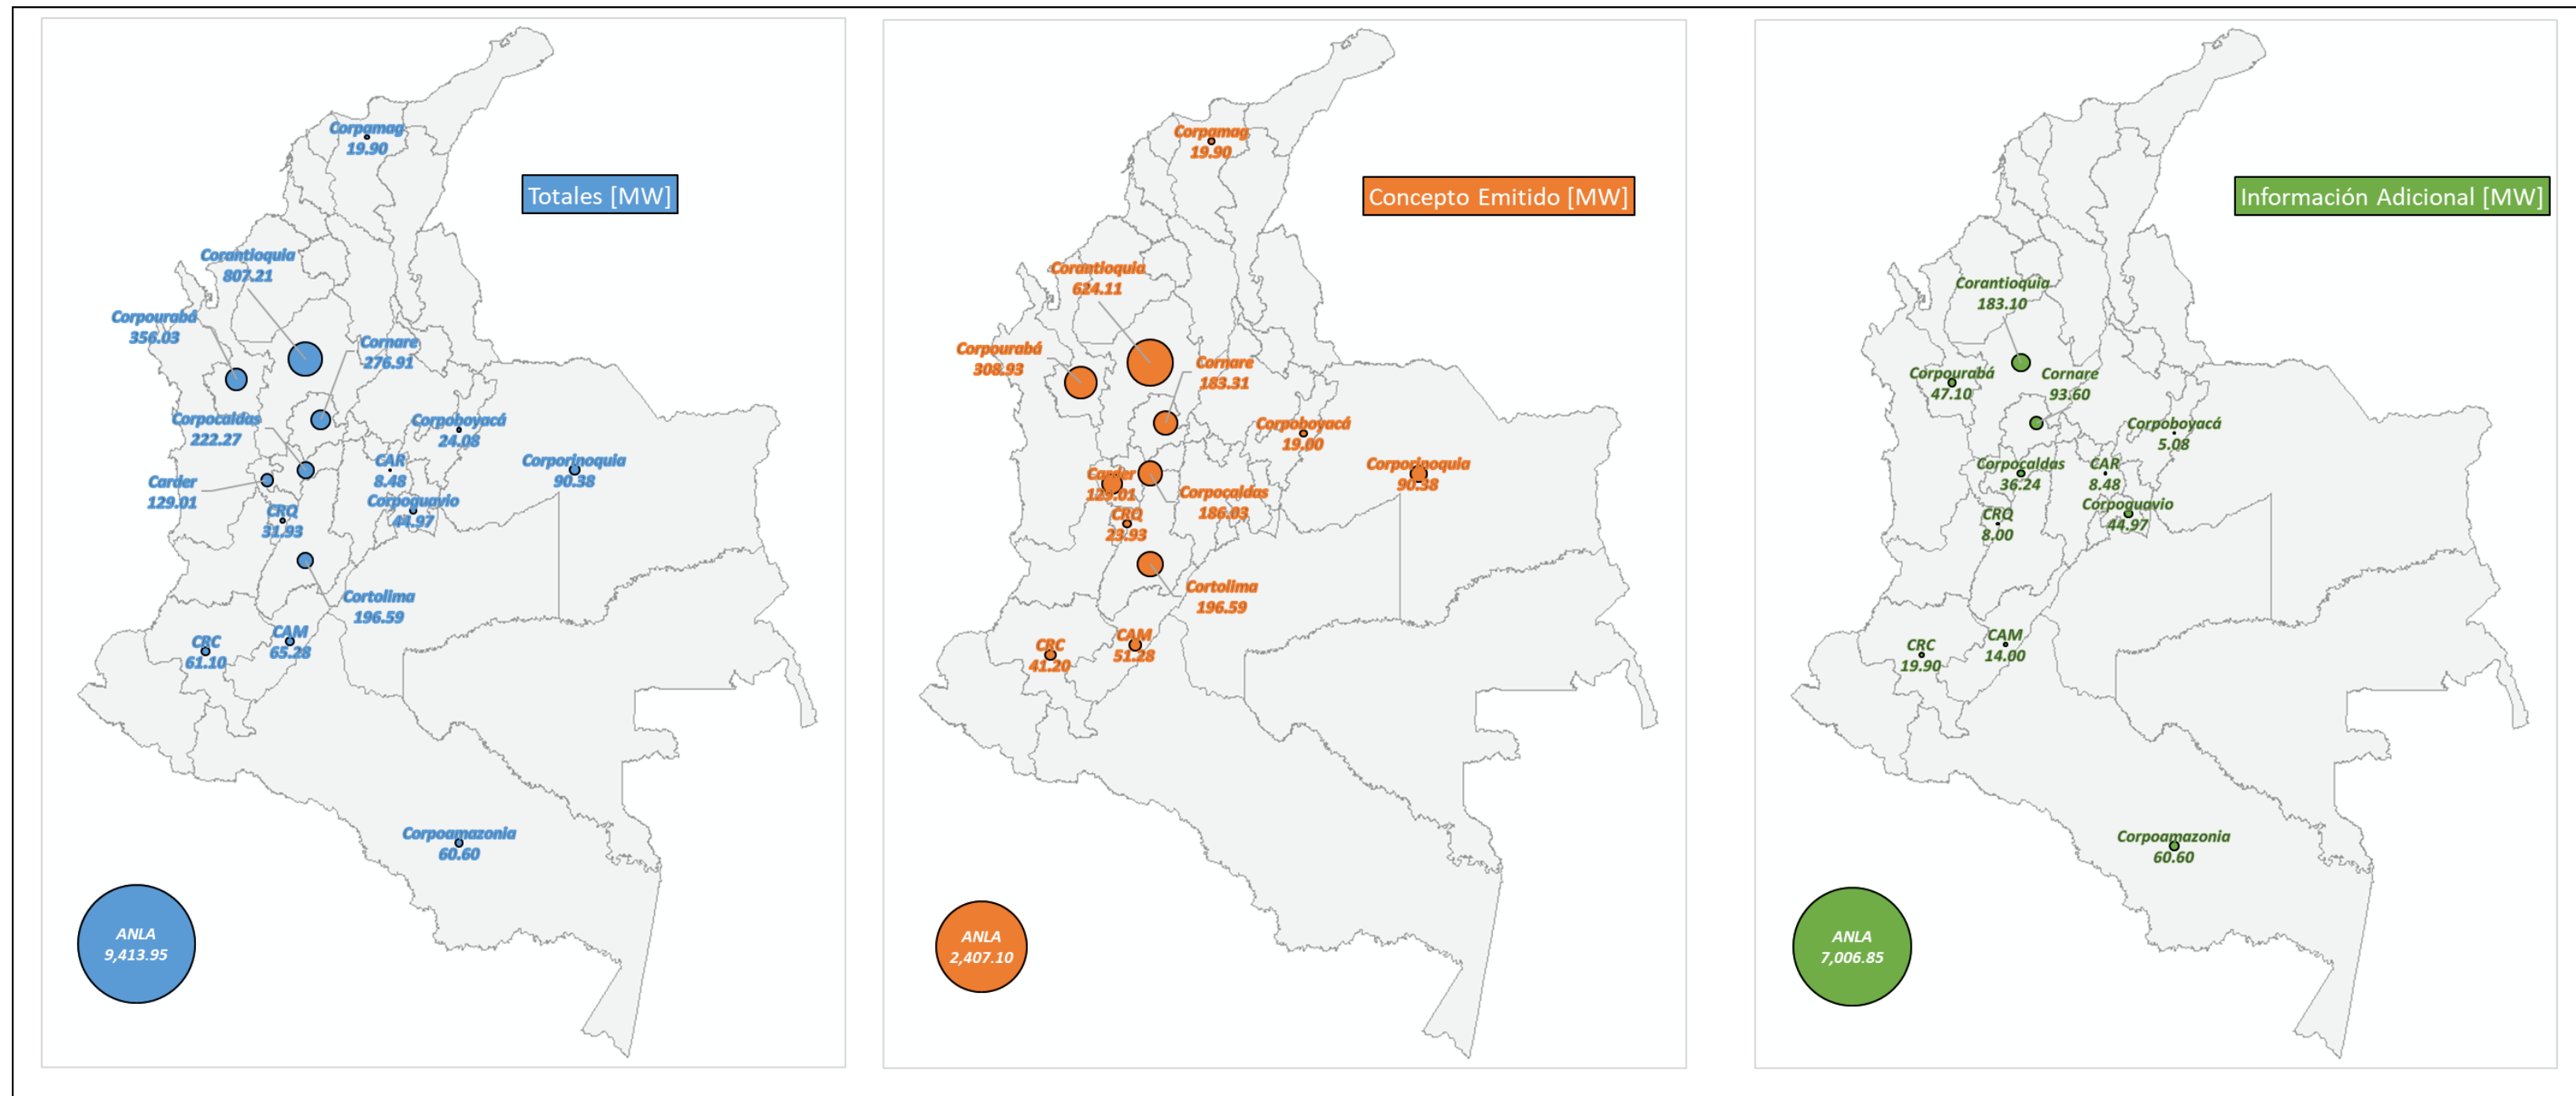 Totales [MW]
Corpamag
19.90
Corantioquia
807.21
Corpourabá
356.03
Cornare
276.91
Corpocaldas
222.27
Corpoboyacá
24.08
CAR
8.48
Corporinoquia
90.38
Carder
129.01
Corpoguavio
44.97
CRQ
31.93
Cortolima
196.59
CRC
61.10
CAM
65.28
Corpoamazonia
60.60
ANLA
9,413.95
Concepto Emitido [MW]
Corpamag
19.90
Corantioquia
624.11
Corpourabá
308.93
Cornare
183.31
Corpoboyacá
19.00
Corporinoquia
90.38
Carder
129.01
Corpocaldas
186.03
CRQ
23.93
Cortolima
196.59
CRC
41.20
CAM
51.28
ANLA
2,407.10
Información Adicional [MW]
Corantioquia
183.10
Corpourabá
47.10
Cornare
93.60
Corpoboyacá
5.08
Corpocaldas
36.24
CAR
8.48
Corpoguavio
44.97
CRQ
8.00
CRC
19.90
CAM
14.00
Corpoamazonia
60.60
ANLA
7,006.85